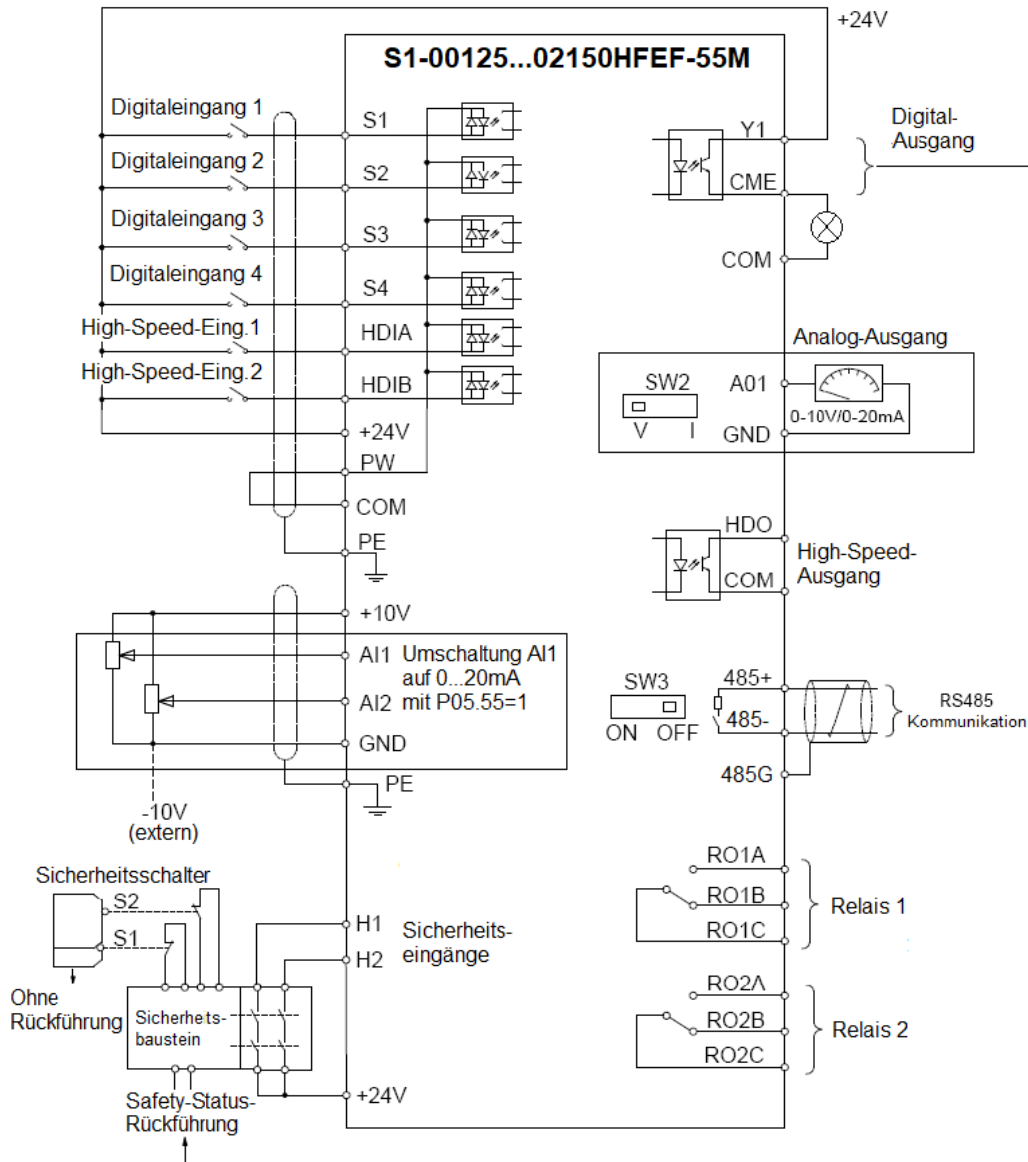 +24V
S1-00125...02150HFEF-55M
Digitaleingang 1
S1
Digitaleingang 2
S2
Digitaleingang 3
S3
Digitaleingang 4
S4
High-Speed-Eing.1
HDIA
High-Speed-Eing.2
HDIB
+24V
PW
COM
PE
+10V
AI1
Umschaltung AI1
auf 0...20mA
mit P05.55=1
AI2
GND
PE
-10V
(extern)
Sicherheitsschalter
S2
S1
Ohne
Rückführung
Sicherheits-
baustein
Safety-Status-
Rückführung
H1
H2
Sicherheits-
eingänge
+24V
Y1
CME
COM
Digital-
Ausgang
Analog-Ausgang
SW2
V I
A01
0-10V/0-20mA
GND
HDO
COM
High-Speed-
Ausgang
SW3
ON OFF
485+
485-
485G
RS485
Kommunikation
RO1A
RO1B
RO1C
Relais 1
RO2A
RO2B
RO2C
Relais 2